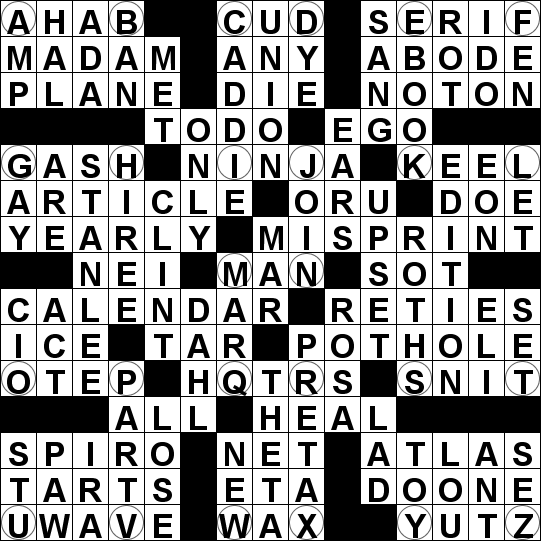 AHAB CUD SERIF
MADAM ANY ABODE
PLANE DIE NOTON
TODO EGO
GASH NINJA KEEL
ARTICLE ORU DOE
YEARLY MISPRINT
NEI MAN SOT
CALENDAR RETIES
ICE TAR POTHOLE
OTEP HQTRS SNIT
ALL HEAL
SPIRO NET ATLAS
TARTS ETA DOONE
UWAVE WAX YUTZ